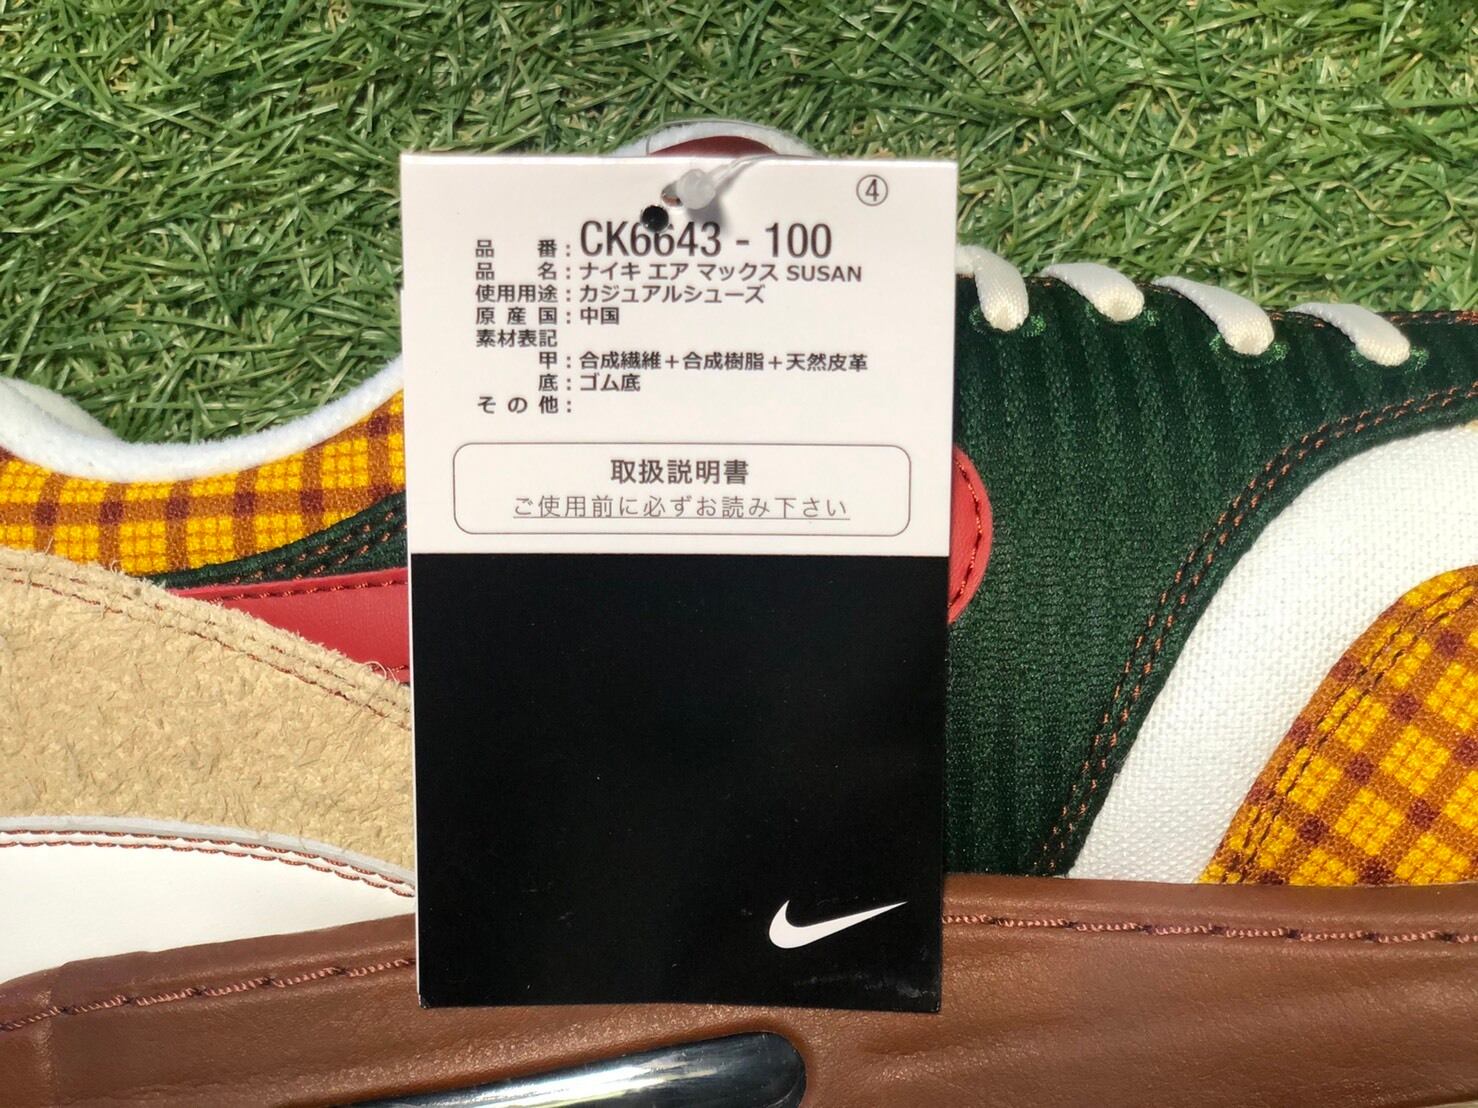 ④
品 番：CK6643 - 100
品 名：ナイキ エア マックス SUSAN
使用用途：カジュアルシューズ
原 産 国：中国
素材表記
甲：合成繊維＋合成樹脂＋天然皮革
底：ゴム底
そ の 他：
取扱説明書
ご使用前に必ずお読み下さい